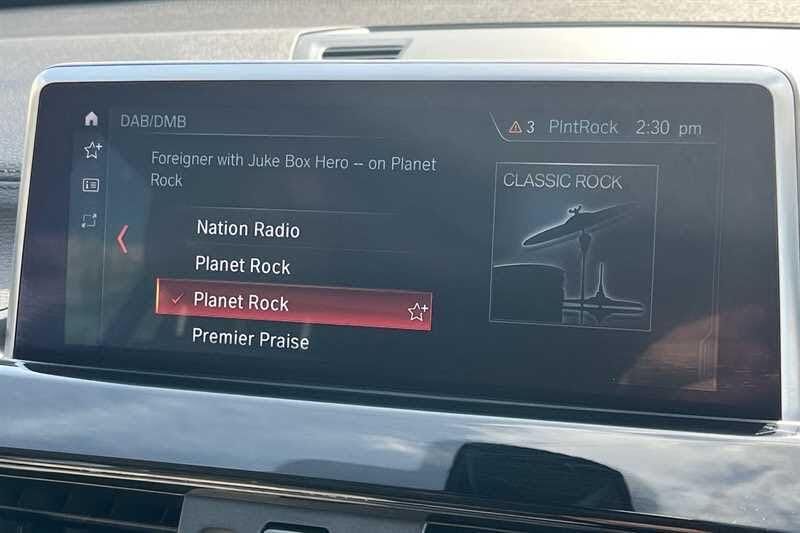 DAB/DMB
3 PlntRock 2:30 pm
Foreigner with Juke Box Hero -- on Planet
Rock
CLASSIC ROCK
Nation Radio
Planet Rock
Planet Rock
Premier Praise